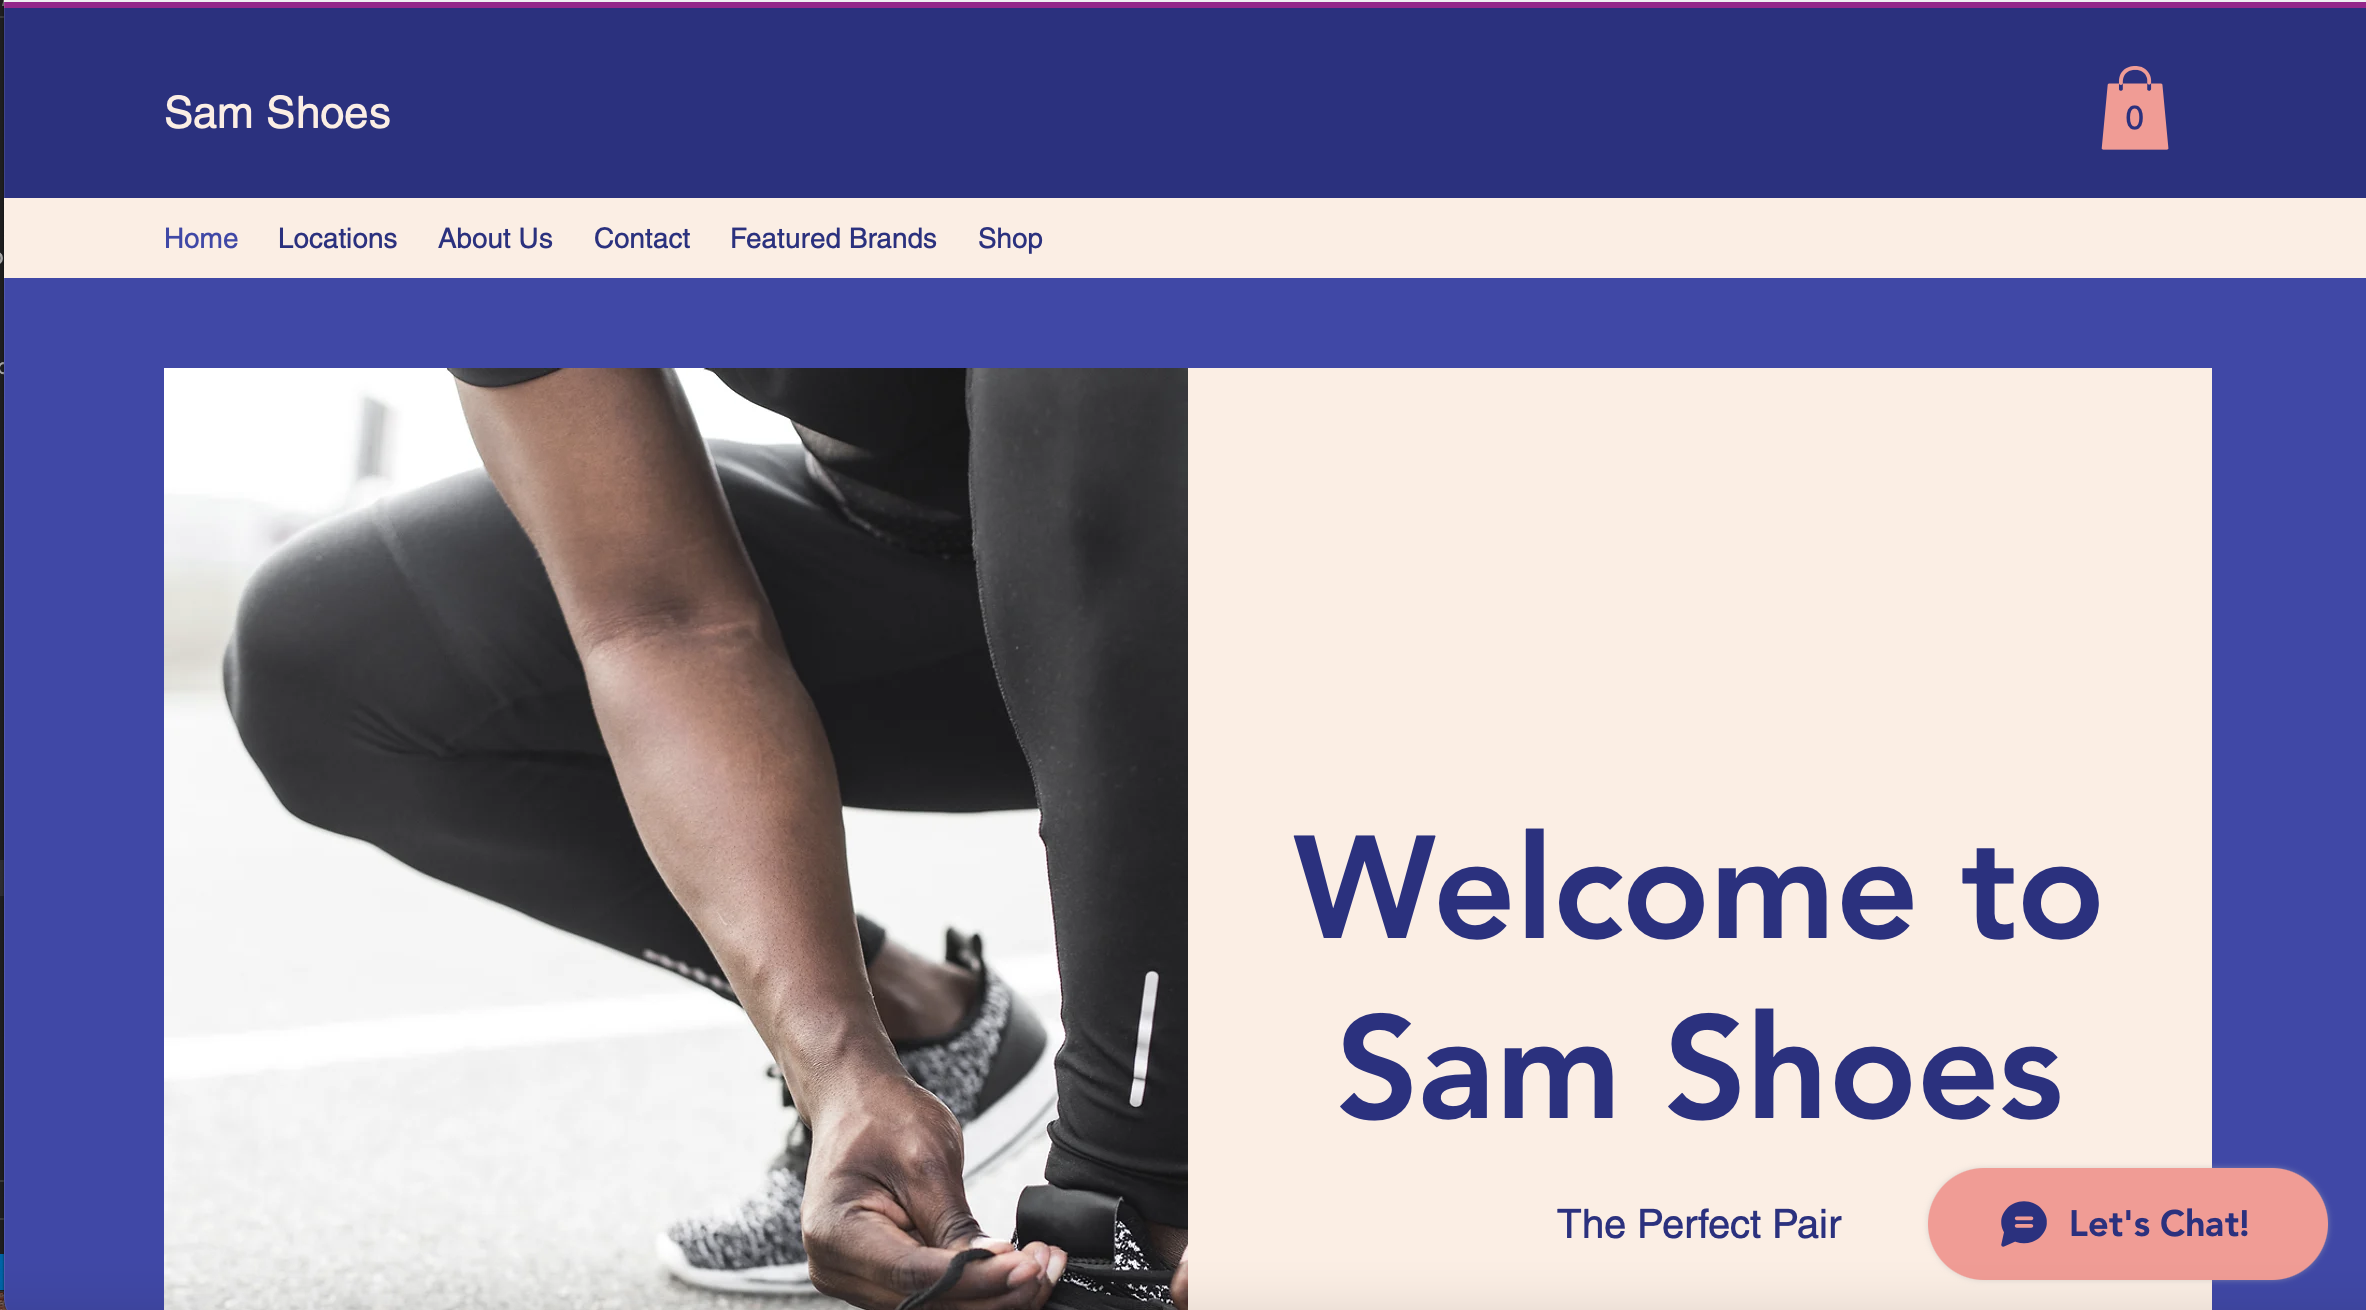 Sam Shoes
0
Home Locations About Us Contact Featured Brands Shop
Welcome to
Sam Shoes
The Perfect Pair
Let's Chat!